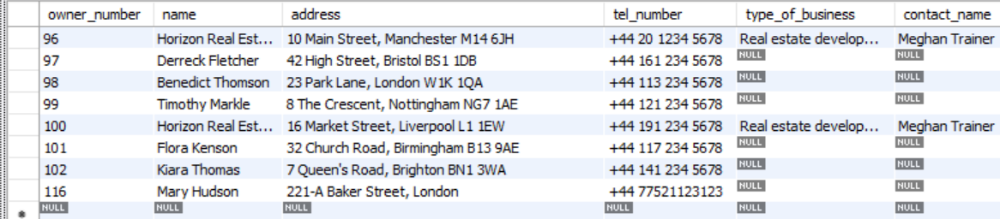 owner_number name address tel_number type_of_business contact_name
96 Horizon Real Est... 10 Main Street, Manchester M14 6JH +44 20 1234 5678 Real estate develop... Meghan Trainer
97 Derreck Fletcher 42 High Street, Bristol BS1 1DB +44 161 234 5678 NULL NULL
98 Benedict Thomson 23 Park Lane, London W1K 1QA +44 113 234 5678 NULL NULL
99 Timothy Markle 8 The Crescent, Nottingham NG7 1AE +44 121 234 5678 NULL NULL
100 Horizon Real Est... 16 Market Street, Liverpool L1 1EW +44 191 234 5678 Real estate develop... Meghan Trainer
101 Flora Kenson 32 Church Road, Birmingham B13 9AE +44 117 234 5678 NULL NULL
102 Kiara Thomas 7 Queen's Road, Brighton BN1 3WA +44 141 234 5678 NULL NULL
116 Mary Hudson 221-A Baker Street, London +44 77521123123 NULL NULL
NULL NULL NULL NULL NULL NULL